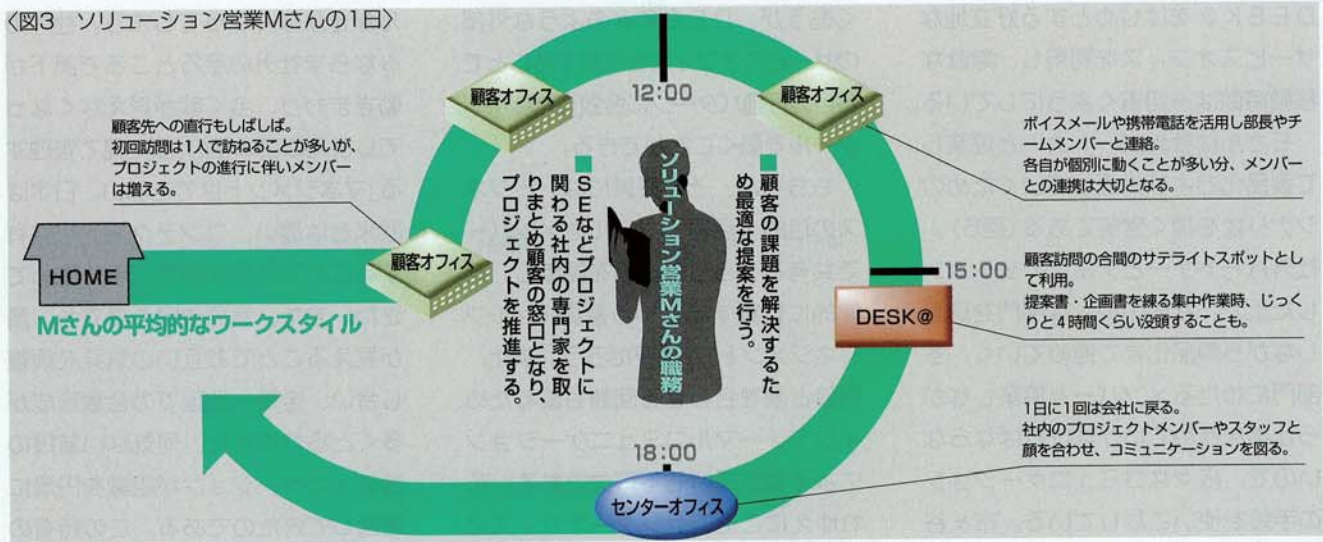 〈図3 ソリューション営業Mさんの1日〉
顧客先への直行もしばしば。
初回訪問は1人で訪ねることが多いが、
プロジェクトの進行に伴いメンバー
は増える。
HOME
Mさんの平均的なワークスタイル
顧客オフィス
顧客オフィス
12:00
顧客オフィス
ボイスメールや携帯電話を活用し部長やチ
ームメンバーと連絡。
各自が個別に動くことが多い分、メンバー
との連携は大切となる。
ソリューション営業Mさんの職務
■顧客の課題を解決するた
め最適な提案を行う。
■SEなどプロジェクトに
関わる社内の専門家を取
りまとめ顧客の窓口となり、
プロジェクトを推進する。
15:00
DESK@
顧客訪問の合間のサテライトスポットとし
て利用。
提案書・企画書を練る集中作業時、じっく
りと4時間くらい没頭することも。
18:00
センターオフィス
1日に1回は会社に戻る。
社内のプロジェクトメンバーやスタッフと
顔を合わせ、コミュニケーションを図る。